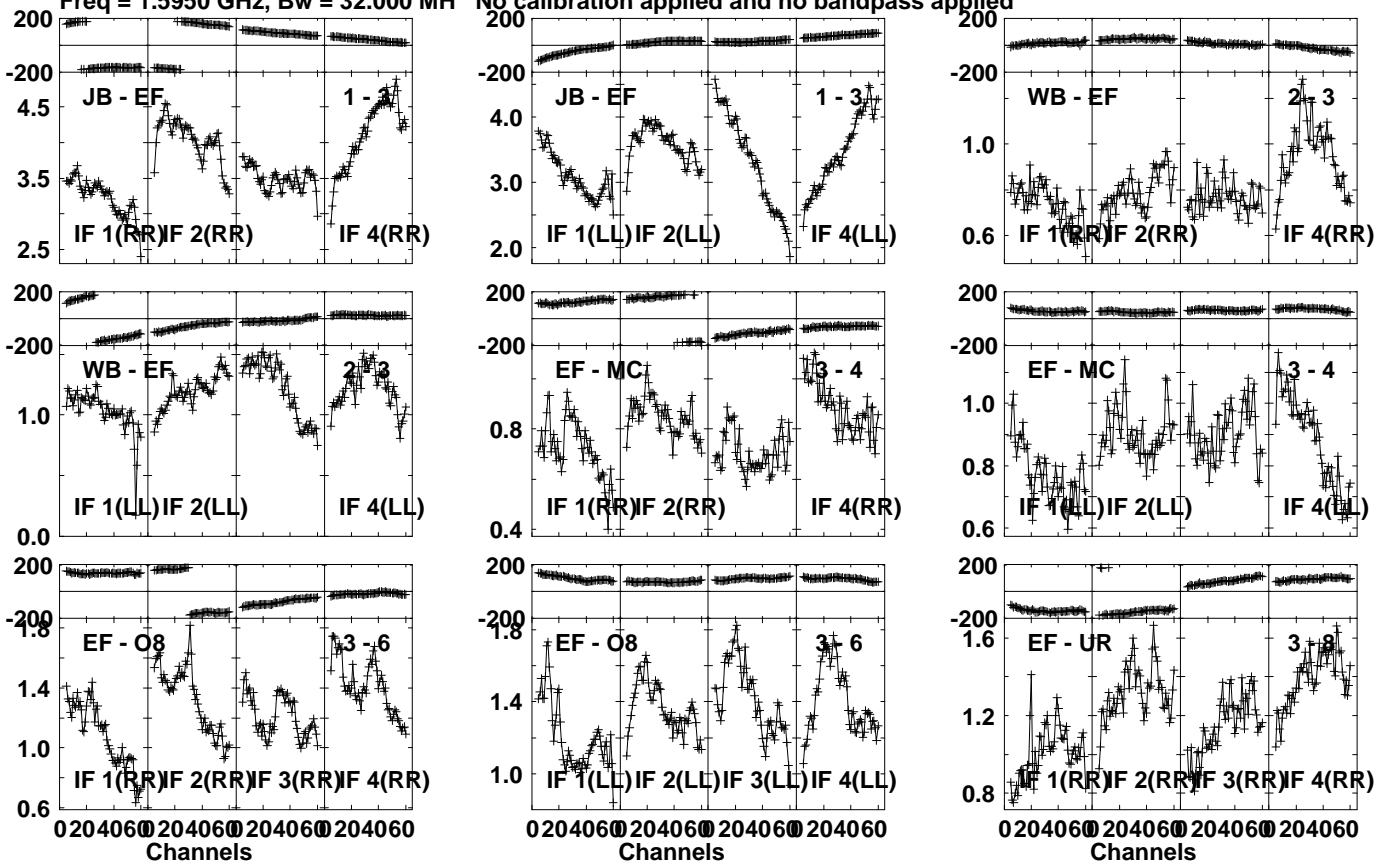 Freq = 1.5950 GHz, Bw = 32.000 MH No calibration applied and no bandpass applied
200 200 200
-200 -200 -200
JB - EF 1 - 3 JB - EF 1 - 3 WB - EF 2 - 3
4.5 4.0 1.0
3.5 3.0
IF 1(RR) IF 2(RR) IF 4(RR) IF 1(LL) IF 2(LL) IF 4(LL) IF 1(RR) IF 2(RR) IF 4(RR)
2.5 2.0 0.6
200 200 200
-200 -200 -200
WB - EF 2 - 3 EF - MC 3 - 4 EF - MC 3 - 4
1.0 0.8 1.0
0.8
IF 1(LL) IF 2(LL) IF 4(LL) IF 1(RR) IF 2(RR) IF 4(RR) IF 1(LL) IF 2(LL) IF 4(LL)
0.0 0.4 0.6
200 200 200
-200 -200 -200
1.8 EF - O8 3 - 6 1.8 EF - O8 3 - 6 1.6 EF - UR 3 - 8
1.4 1.4 1.2
1.0 1.0
IF 1(RR) IF 2(RR) IF 3(RR) IF 4(RR) IF 1(LL) IF 2(LL) IF 3(LL) IF 4(LL) IF 1(RR) IF 2(RR) IF 3(RR) IF 4(RR)
0.6 0.8
0 20 40 60 0 20 40 60 0 20 40 60 0 20 40 60 0 20 40 60 0 20 40 60 0 20 40 60 0 20 40 60 0 20 40 60 0 20 40 60 0 20 40 60 0 20 40 60
Channels Channels Channels